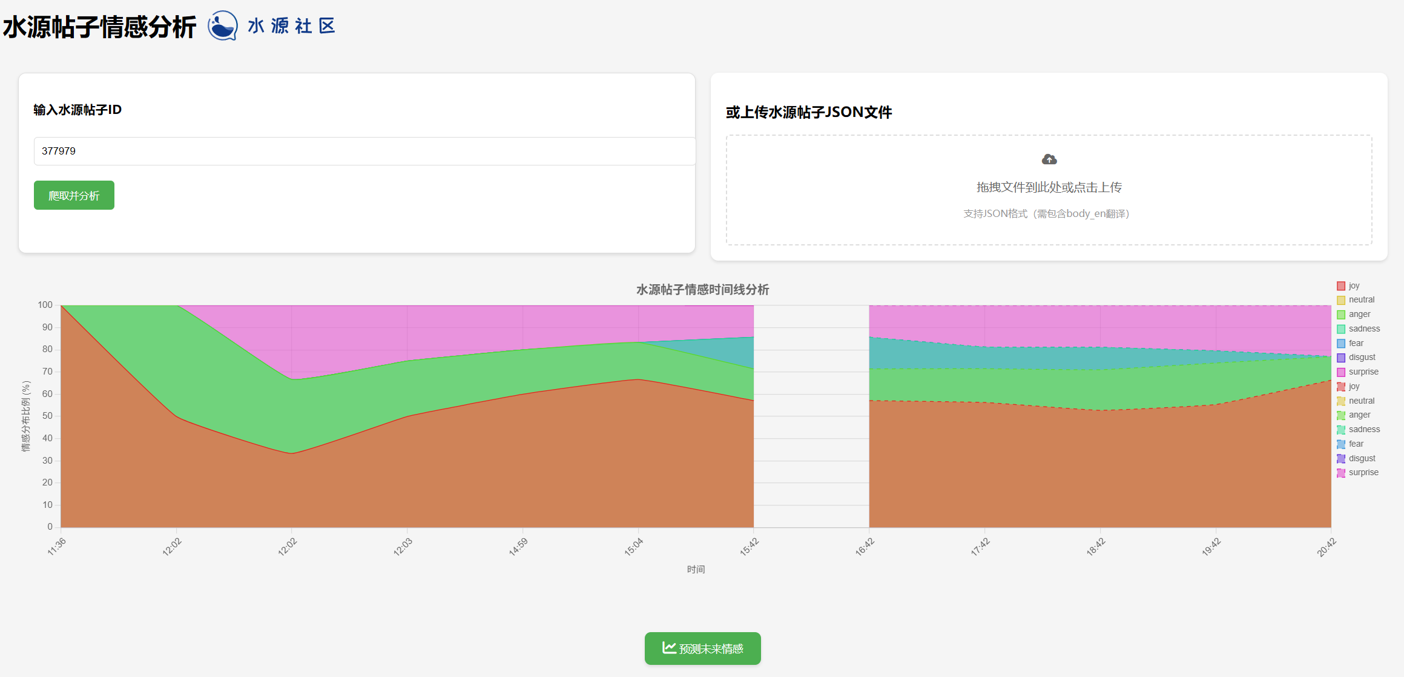 水源帖子情感分析 水源社区
输入水源帖子ID
377979
爬取并分析
或上传水源帖子JSON文件
拖拽文件到此处或点击上传
支持JSON格式（需包含body_en翻译）
水源帖子情感时间线分析
情感分布比例 (%)
100
90
80
70
60
50
40
30
20
10
0
11:36
12:02
12:02
12:03
14:59
15:04
15:42
16:42
17:42
18:42
19:42
20:42
时间
joy
neutral
anger
sadness
fear
disgust
surprise
joy
neutral
anger
sadness
fear
disgust
surprise
预测未来情感